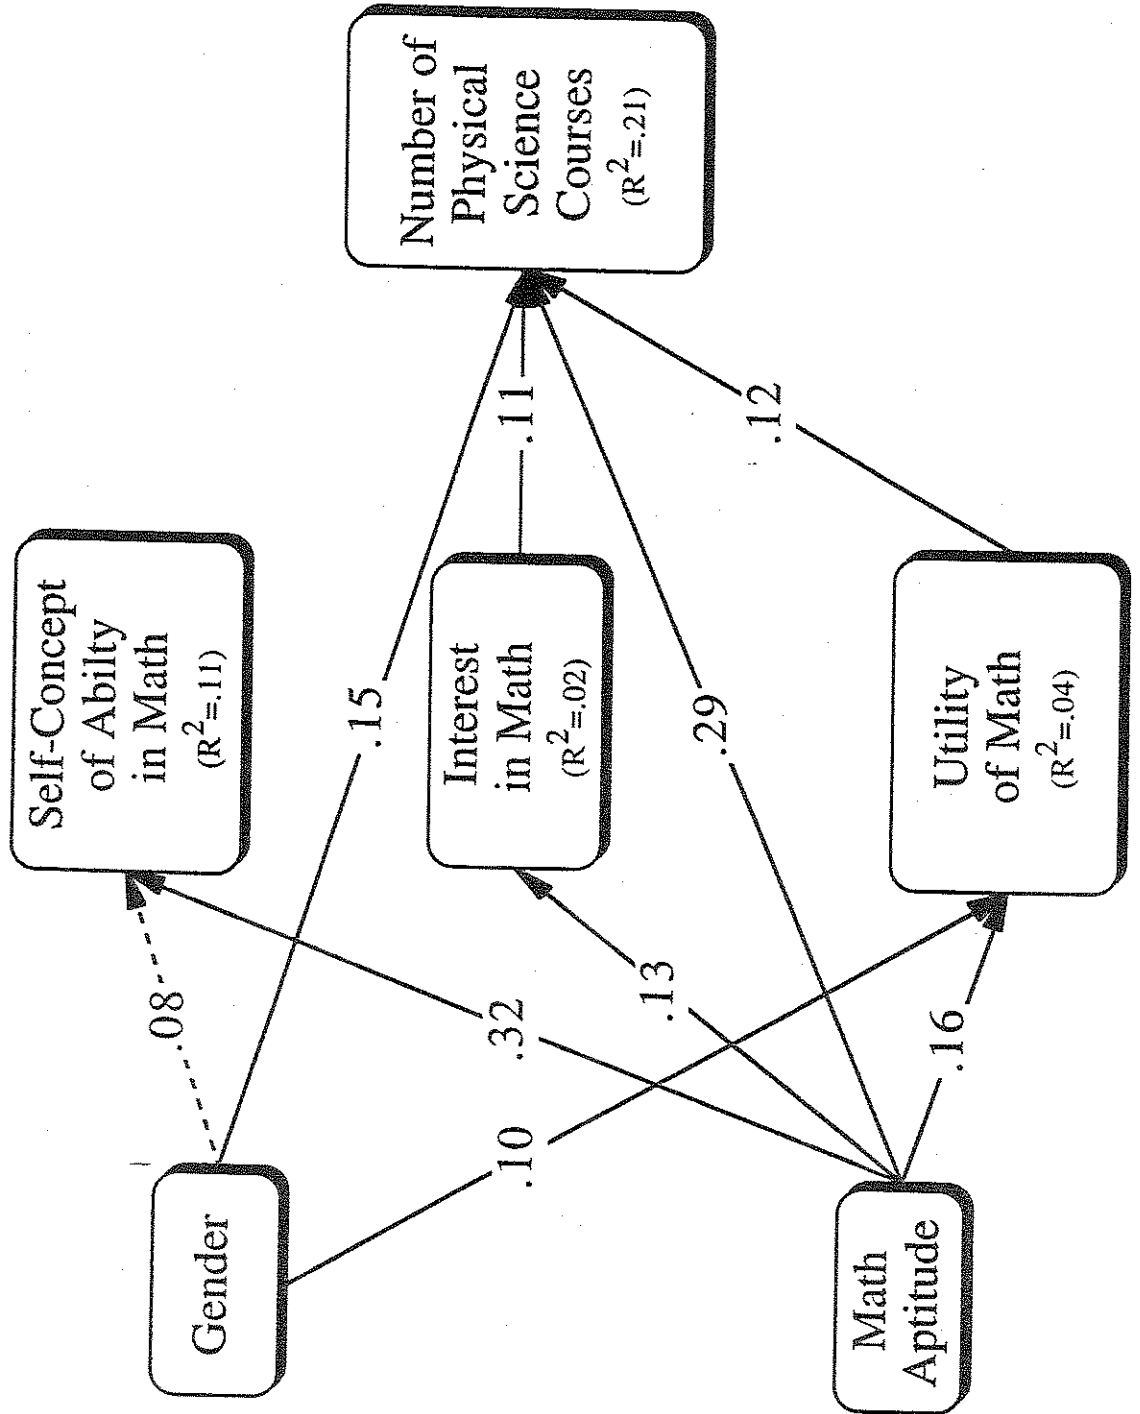 Gender
Math
Aptitude
.08
.15
.10
.32
.13
.29
.16
Self-Concept
of Abilty
in Math
(R²=.11)
Interest
in Math
(R²=.02)
Utility
of Math
(R²=.04)
.11
.12
Number of
Physical
Science
Courses
(R²=.21)